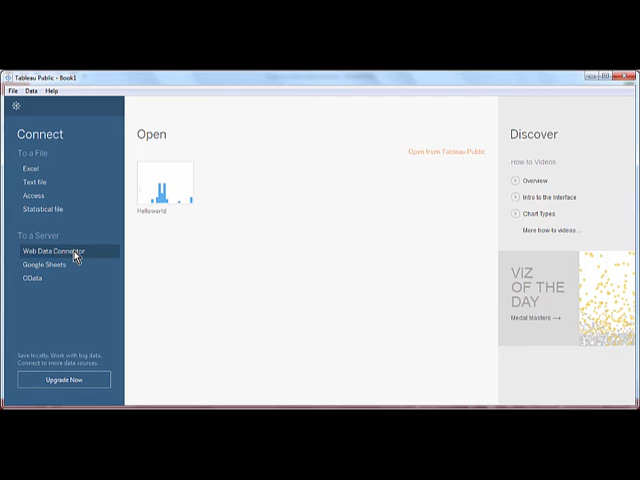 Tableau Public - Book1
File Data Help
Connect
To a File
Excel
Text file
Access
Statistical file
To a Server
Web Data Connector
Google Sheets
OData
Save locally. Work with big data.
Connect to more data sources.
Upgrade Now
Open
Open from Tableau Public
Helloworld
Discover
How-to Videos
Overview
Intro to the Interface
Chart Types
More how-to videos...
VIZ
OF THE
DAY
Medal Masters →